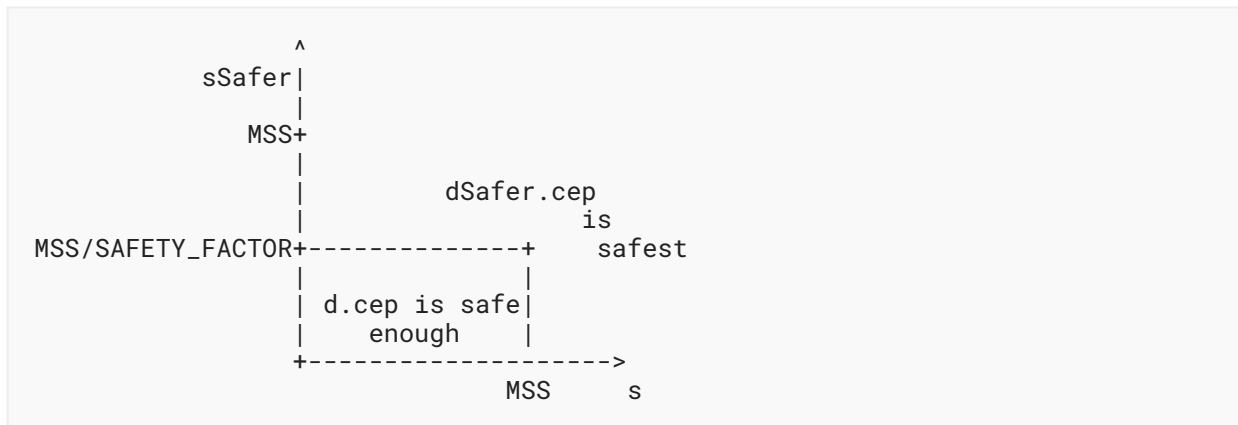 ^
sSafer|
|
MSS+
|
| dSafer.cep
| is
MSS/SAFETY_FACTOR+--------------+ safest
| |
| d.cep is safe|
| enough |
+-------------------->
MSS s